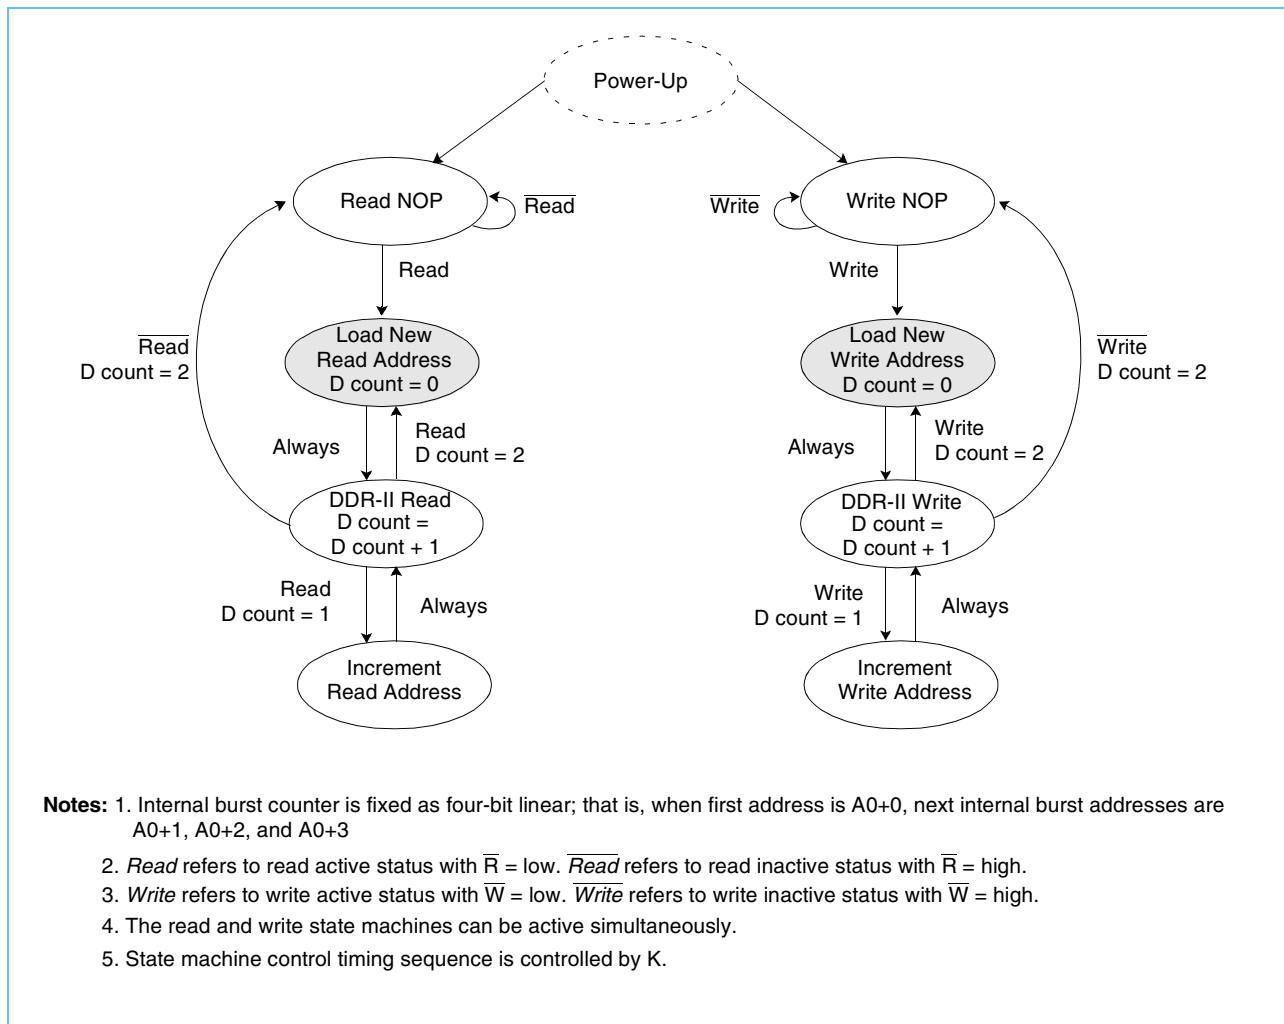 Power-Up
Read NOP
R̅e̅a̅d̅
Read
Load New
Read Address
D count = 0
R̅e̅a̅d̅
D count = 2
Always
Read
D count = 2
DDR-II Read
D count =
D count + 1
Read
D count = 1
Always
Increment
Read Address
Write NOP
W̅r̅i̅t̅e̅
Write
Load New
Write Address
D count = 0
W̅r̅i̅t̅e̅
D count = 2
Always
Write
D count = 2
DDR-II Write
D count =
D count + 1
Write
D count = 1
Always
Increment
Write Address
Notes: 1. Internal burst counter is fixed as four-bit linear; that is, when first address is A0+0, next internal burst addresses are
A0+1, A0+2, and A0+3
2. Read refers to read active status with R̅ = low. R̅e̅a̅d̅ refers to read inactive status with R̅ = high.
3. Write refers to write active status with W̅ = low. W̅r̅i̅t̅e̅ refers to write inactive status with W̅ = high.
4. The read and write state machines can be active simultaneously.
5. State machine control timing sequence is controlled by K.